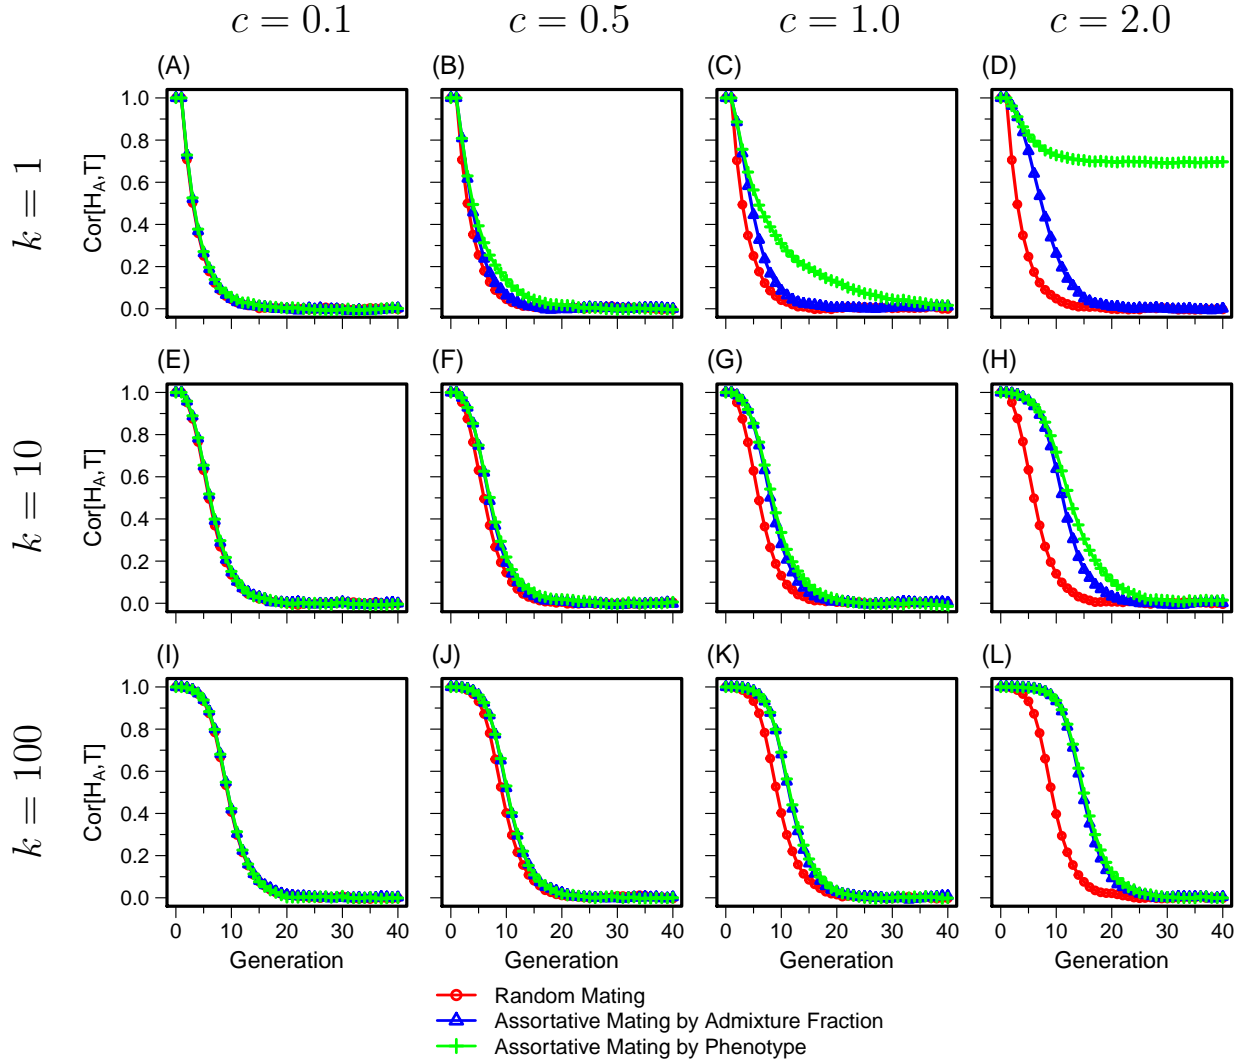 c = 0.1 c = 0.5 c = 1.0 c = 2.0
(A) (B) (C) (D)
k = 1
Cor[H_A,T]
1.0
0.8
0.6
0.4
0.2
0.0
(E) (F) (G) (H)
k = 10
Cor[H_A,T]
1.0
0.8
0.6
0.4
0.2
0.0
(I) (J) (K) (L)
k = 100
Cor[H_A,T]
1.0
0.8
0.6
0.4
0.2
0.0
0 10 20 30 40 0 10 20 30 40 0 10 20 30 40 0 10 20 30 40
Generation Generation Generation Generation
Random Mating
Assortative Mating by Admixture Fraction
Assortative Mating by Phenotype